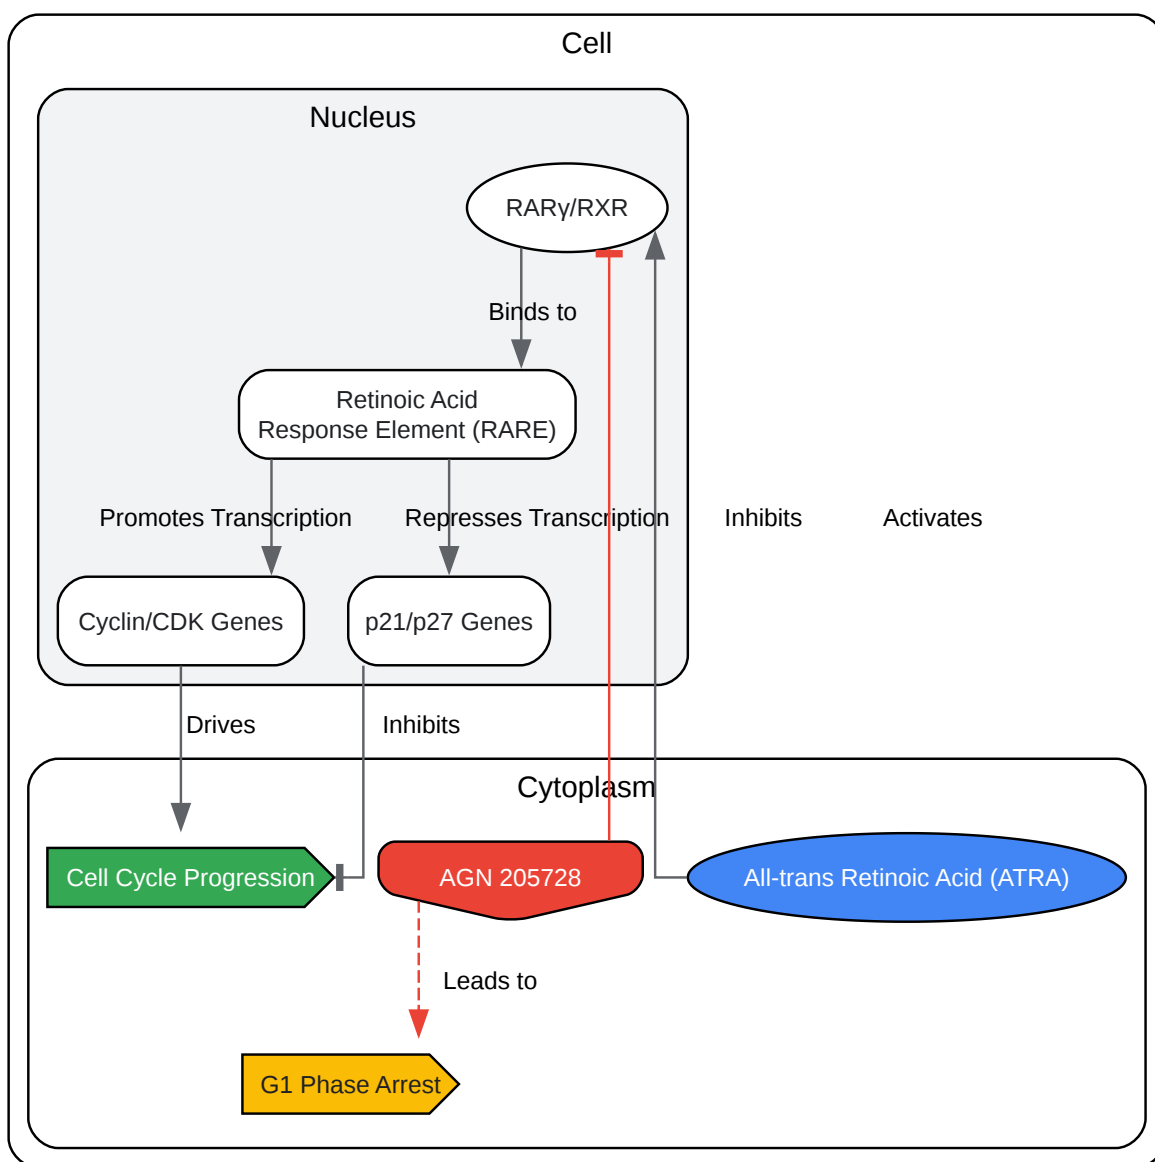 Cell
Nucleus
RARγ/RXR
Binds to
Retinoic Acid
Response Element (RARE)
Promotes Transcription
Represses Transcription
Inhibits
Activates
Cyclin/CDK Genes
p21/p27 Genes
Drives
Inhibits
Cytoplasm
Cell Cycle Progression
AGN 205728
All-trans Retinoic Acid (ATRA)
Leads to
G1 Phase Arrest